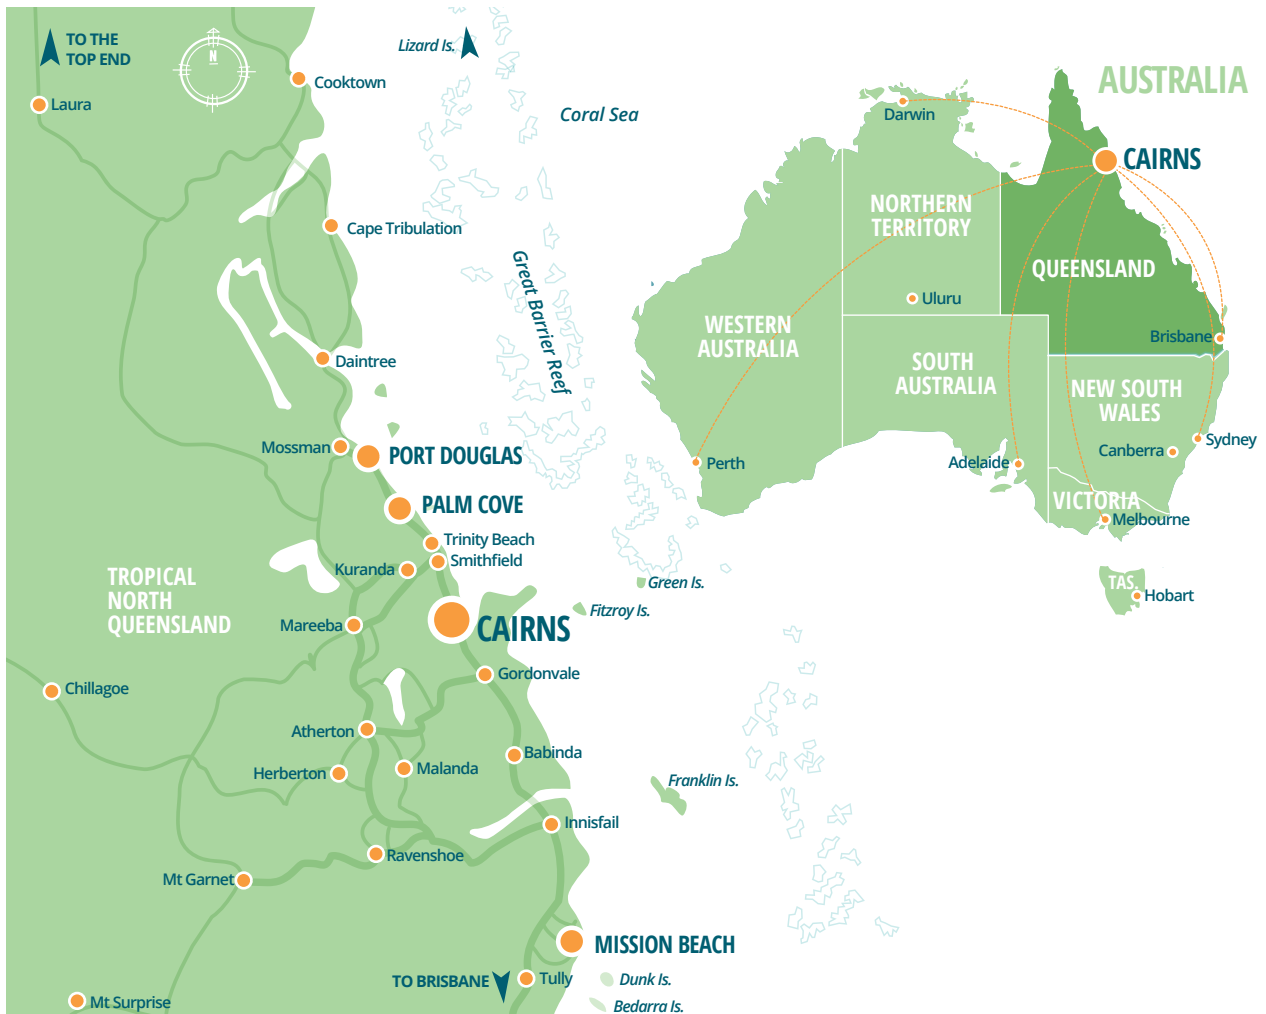 TO THE
TOP END
N
Laura
Cooktown
Lizard Is.
Coral Sea
Cape Tribulation
Great Barrier Reef
Daintree
Mossman
PORT DOUGLAS
PALM COVE
Trinity Beach
Smithfield
Kuranda
Green Is.
Fitzroy Is.
TROPICAL
NORTH
QUEENSLAND
Mareeba
CAIRNS
Gordonvale
Chillagoe
Atherton
Babinda
Herberton
Malanda
Franklin Is.
Innisfail
Ravenshoe
Mt Garnet
MISSION BEACH
TO BRISBANE
Tully
Dunk Is.
Bedarra Is.
Mt Surprise
AUSTRALIA
Darwin
CAIRNS
NORTHERN
TERRITORY
QUEENSLAND
Uluru
WESTERN
AUSTRALIA
Brisbane
SOUTH
AUSTRALIA
NEW SOUTH
WALES
Sydney
Canberra
Perth
Adelaide
VICTORIA
Melbourne
TAS.
Hobart